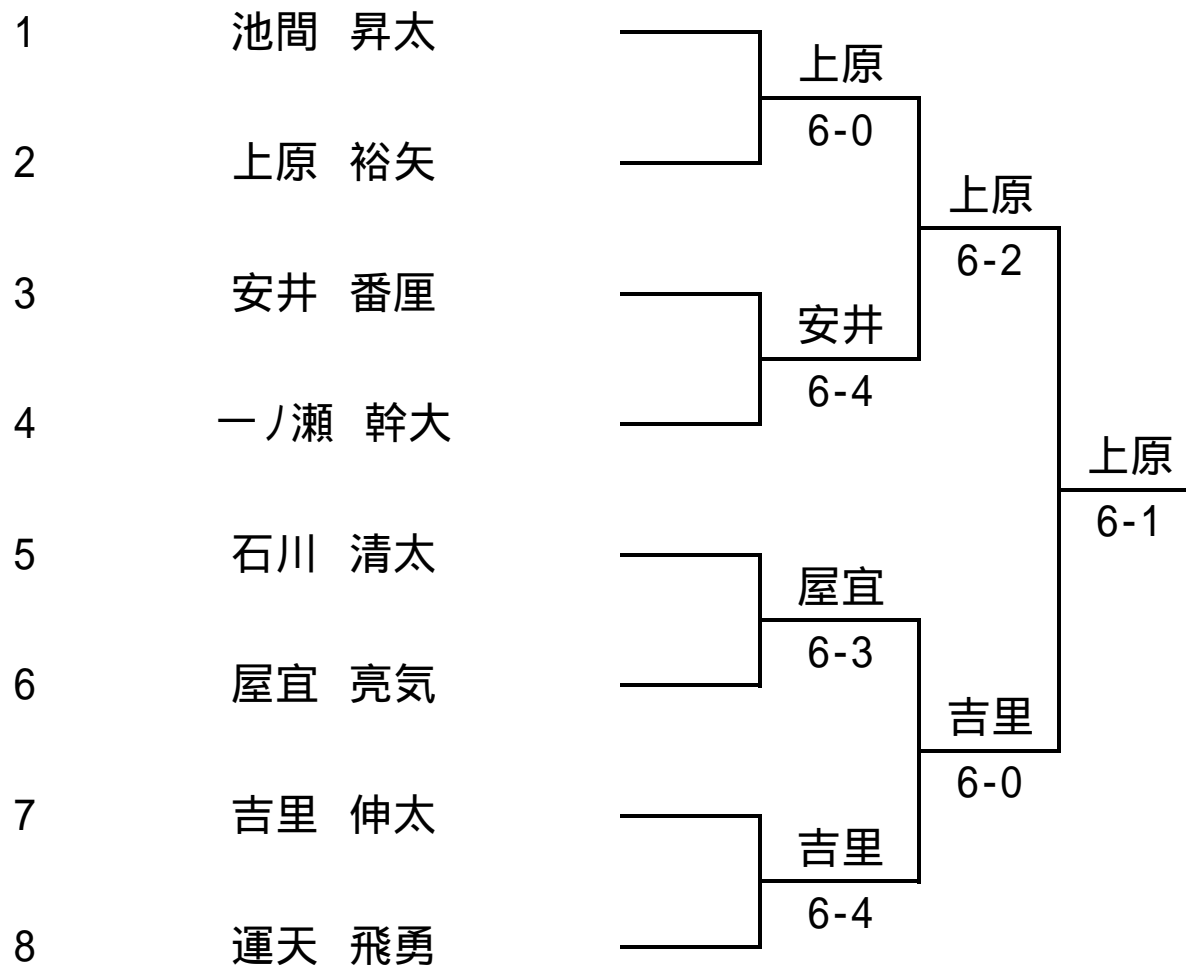 1 池間 昇太
上原
6-0
2 上原 裕矢
上原
6-2
3 安井 番厘
安井
6-4
4 一ノ瀬 幹大
上原
6-1
5 石川 清太
屋宜
6-3
6 屋宜 亮気
吉里
6-0
7 吉里 伸太
吉里
6-4
8 運天 飛勇